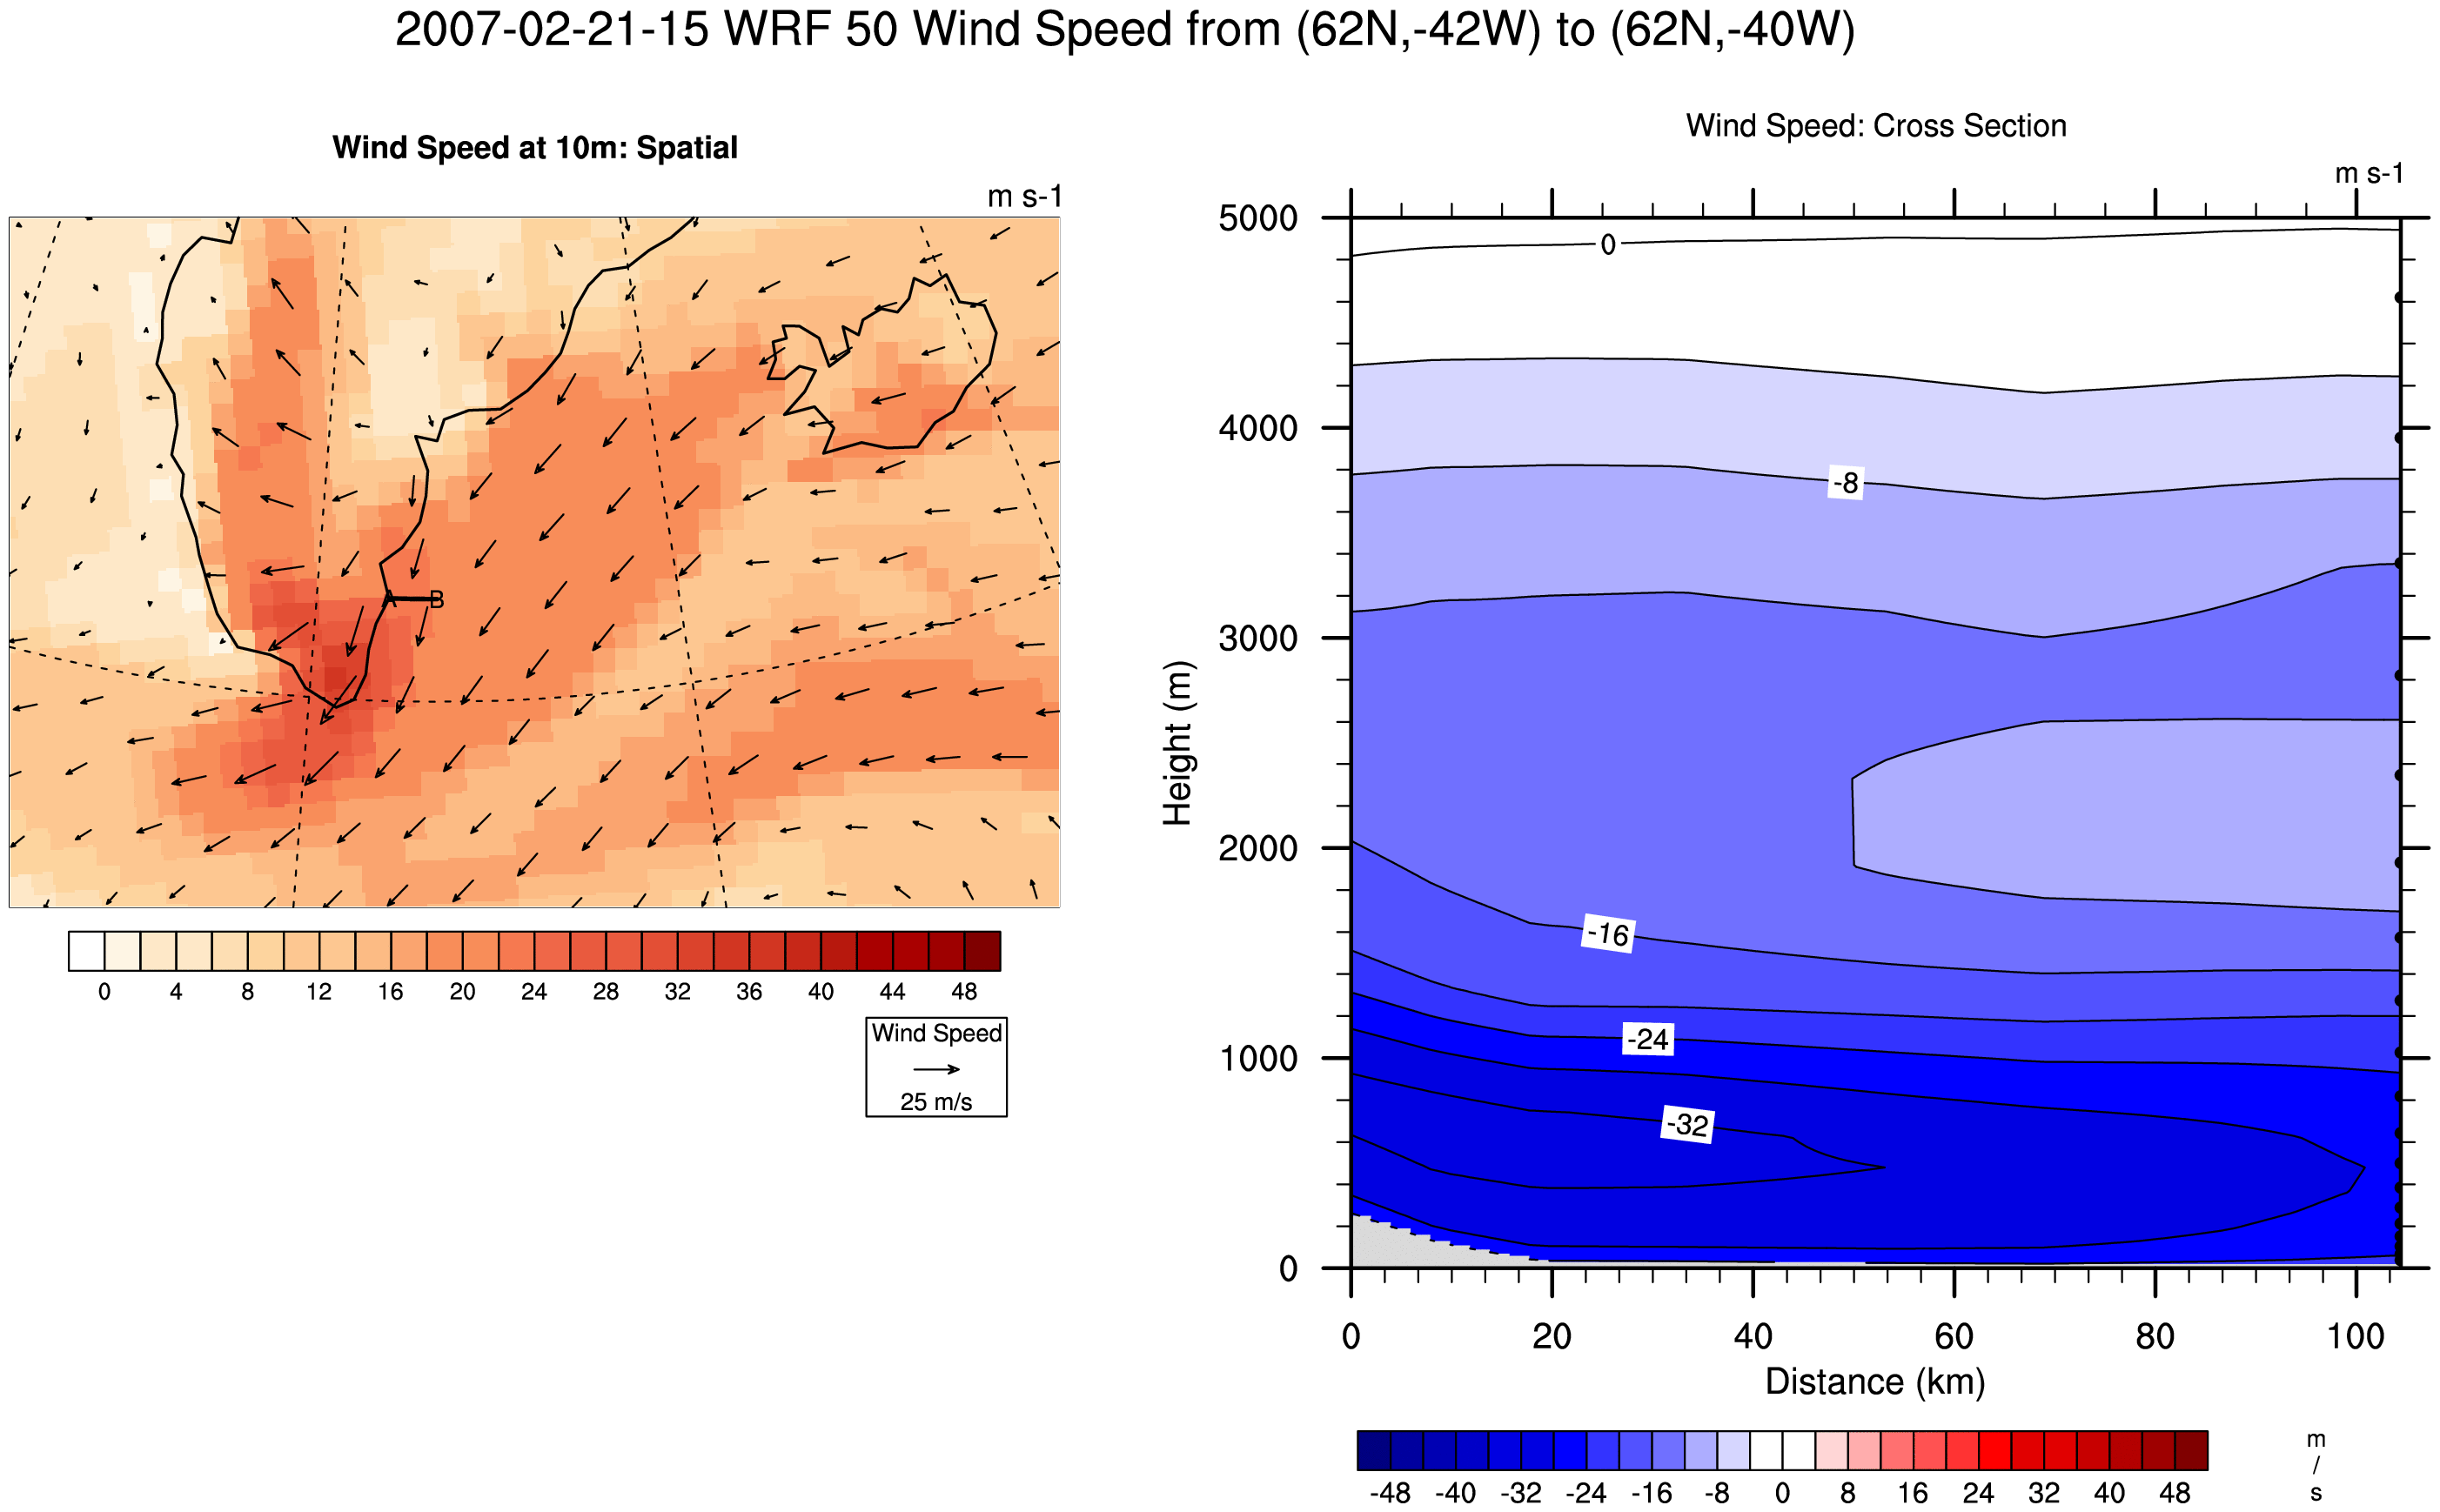 2007-02-21-15 WRF 50 Wind Speed from (62N,-42W) to (62N,-40W)
Wind Speed at 10m: Spatial
m s-1
A B
0 4 8 12 16 20 24 28 32 36 40 44 48
Wind Speed
25 m/s
Wind Speed: Cross Section
m s-1
5000
4000
3000
2000
1000
0
Height (m)
0
-8
-16
-24
-32
0 20 40 60 80 100
Distance (km)
-48 -40 -32 -24 -16 -8 0 8 16 24 32 40 48
m
/
s